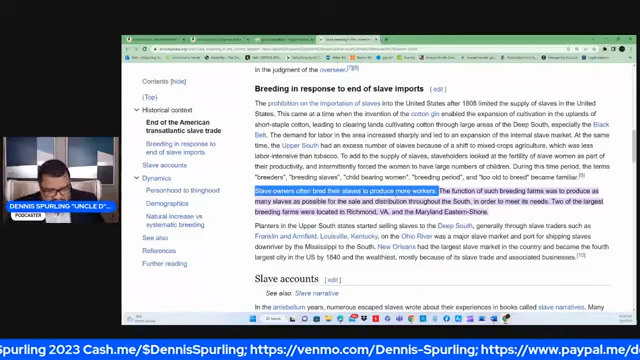 in the judgment of the overseer.[7][8]
Breeding in response to end of slave imports [ edit ]
Contents [hide]
(Top)
Historical context
End of the American
transatlantic slave trade
Breeding in response to
end of slave imports
Slave accounts
Dynamics
Personhood to thinghood
Demographics
Natural increase vs
systematic breeding
See also
References
Further reading
The prohibition on the importation of slaves into the United States after 1808 limited the supply of slaves in the United
States. This came at a time when the invention of the cotton gin enabled the expansion of cultivation in the uplands of
short-staple cotton, leading to clearing lands cultivating cotton through large areas of the Deep South, especially the Black
Belt. The demand for labor in the area increased sharply and led to an expansion of the internal slave market. At the same
time, the Upper South had an excess number of slaves because of a shift to mixed-crops agriculture, which was less
labor-intensive than tobacco. To add to the supply of slaves, slaveholders looked at the fertility of slave women as part of
their productivity, and intermittently forced the women to have large numbers of children. During this time period, the terms
"breeders", "breeding slaves", "child bearing women", "breeding period", and "too old to breed" became familiar.[9]
Slave owners often bred their slaves to produce more workers. The function of such breeding farms was to produce as
many slaves as possible for the sale and distribution throughout the South, in order to meet its needs. Two of the largest
breeding farms were located in Richmond, VA, and the Maryland Eastern-Shore.
Planters in the Upper South states started selling slaves to the Deep South, generally through slave traders such as
Franklin and Armfield. Louisville, Kentucky, on the Ohio River was a major slave market and port for shipping slaves
downriver by the Mississippi to the South. New Orleans had the largest slave market in the country and became the fourth
largest city in the US by 1840 and the wealthiest, mostly because of its slave trade and associated businesses.[10]
Slave accounts [ edit ]
See also: Slave narrative
In the antebellum years, numerous escaped slaves wrote about their experiences in books called slave narratives. Many
DENNIS SPURLING "UNCLE D"
PODCASTER
Spurling 2023 Cash.me/$DennisSpurling; https://venmo.com/Dennis-Spurling; https://www.paypal.me/d